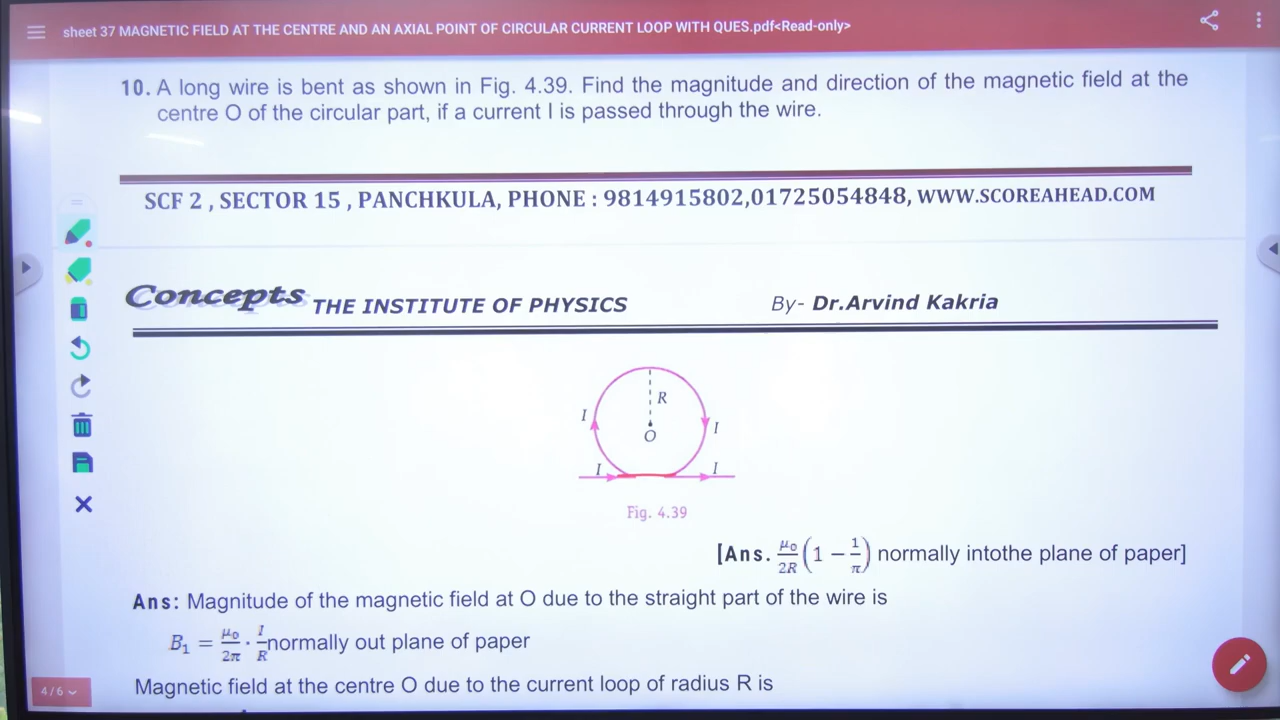 sheet 37 MAGNETIC FIELD AT THE CENTRE AND AN AXIAL POINT OF CIRCULAR CURRENT LOOP WITH QUES.pdf<Read-only>
10. A long wire is bent as shown in Fig. 4.39. Find the magnitude and direction of the magnetic field at the
centre O of the circular part, if a current I is passed through the wire.
SCF 2 , SECTOR 15 , PANCHKULA, PHONE : 9814915802,01725054848, WWW.SCOREAHEAD.COM
Concepts THE INSTITUTE OF PHYSICS By- Dr.Arvind Kakria
R
I
I
O
I
I
Fig. 4.39
[Ans. μ₀/2R (1 − 1/π) normally intothe plane of paper]
Ans: Magnitude of the magnetic field at O due to the straight part of the wire is
B₁ = μ₀/2π · I/R normally out plane of paper
Magnetic field at the centre O due to the current loop of radius R is
4/6